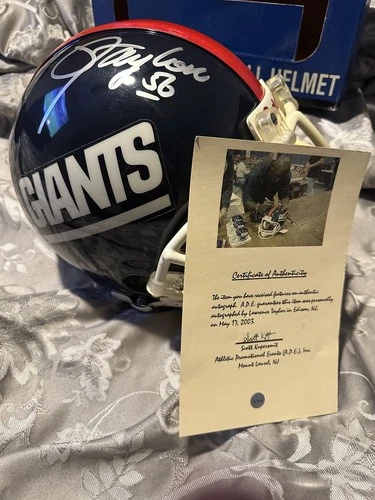 L Taylor
56
HELMET
GIANTS
Certificate of Authenticity
The item you have received features an authentic
autograph. A.P.E. guarantees this item was personally
autographed by Lawrence Taylor in Edison, NJ,
on May 17, 2003.
Scott Kupersmit
Athletic Promotional Events (A.P.E.), Inc.
Mount Laurel, NJ